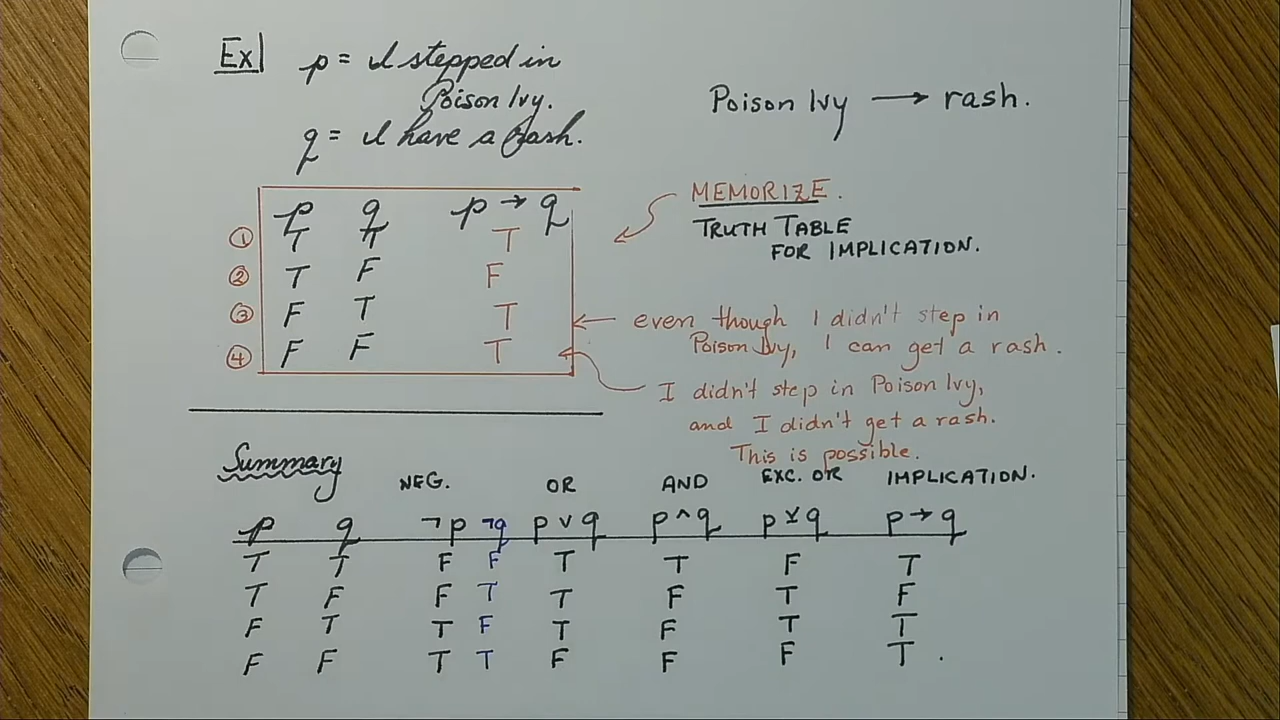 Ex p = I stepped in
Poison Ivy.
q = I have a rash.
Poison Ivy → rash.
MEMORIZE.
TRUTH TABLE
FOR IMPLICATION.
p q p → q
① T T T
② T F F
③ F T T
④ F F T
even though I didn't step in
Poison Ivy, I can get a rash.
I didn't step in Poison Ivy,
and I didn't get a rash.
This is possible.
Summary
NEG. OR AND EXC. OR IMPLICATION.
p q ¬p ¬q p ∨ q p ^ q p ⊻ q p → q
T T F F T T F T
T F F T T F T F
F T T F T F T T
F F T T F F F T.